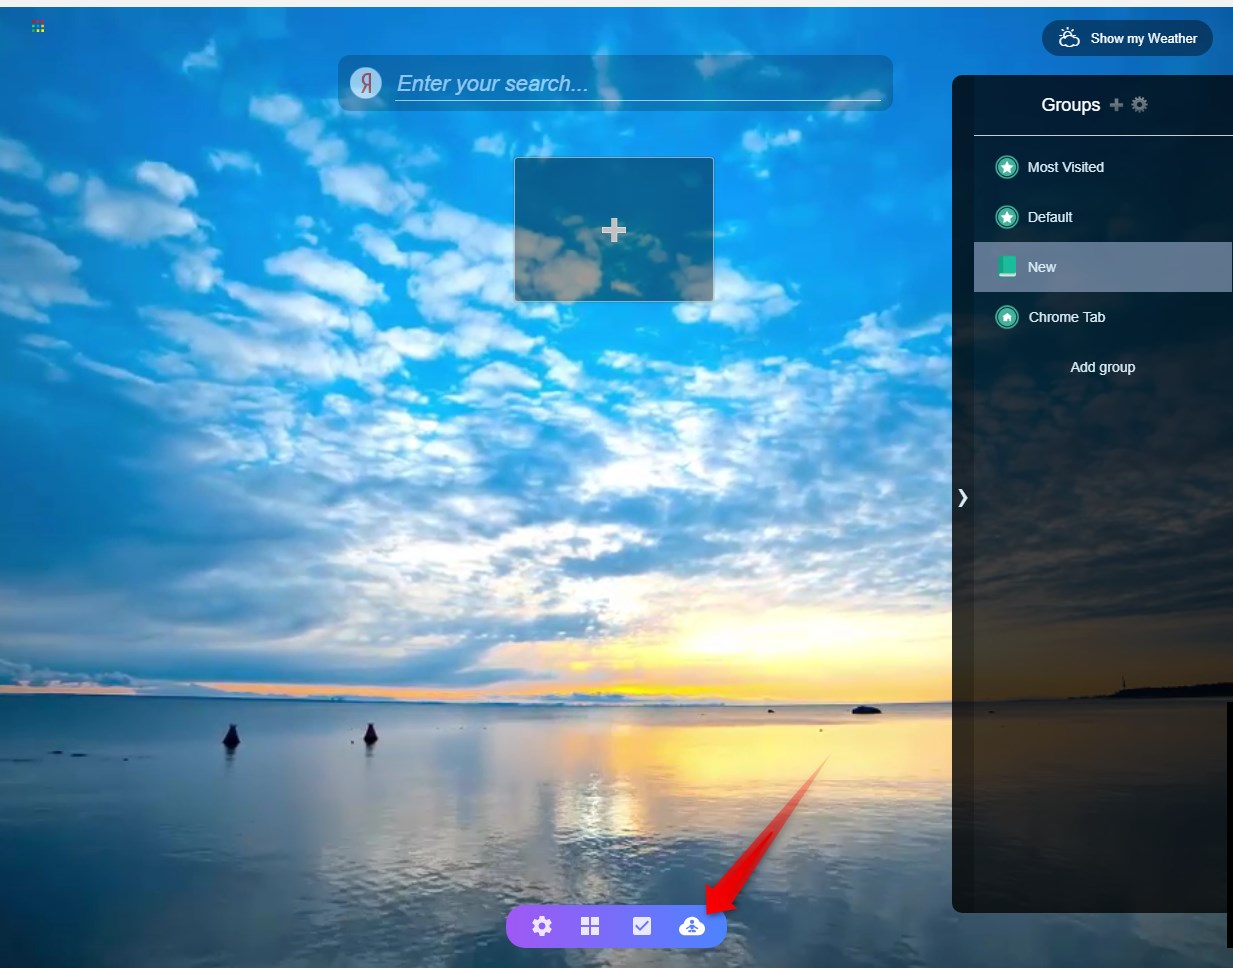 Show my Weather
Я
Enter your search...
Groups
Most Visited
Default
New
Chrome Tab
Add group